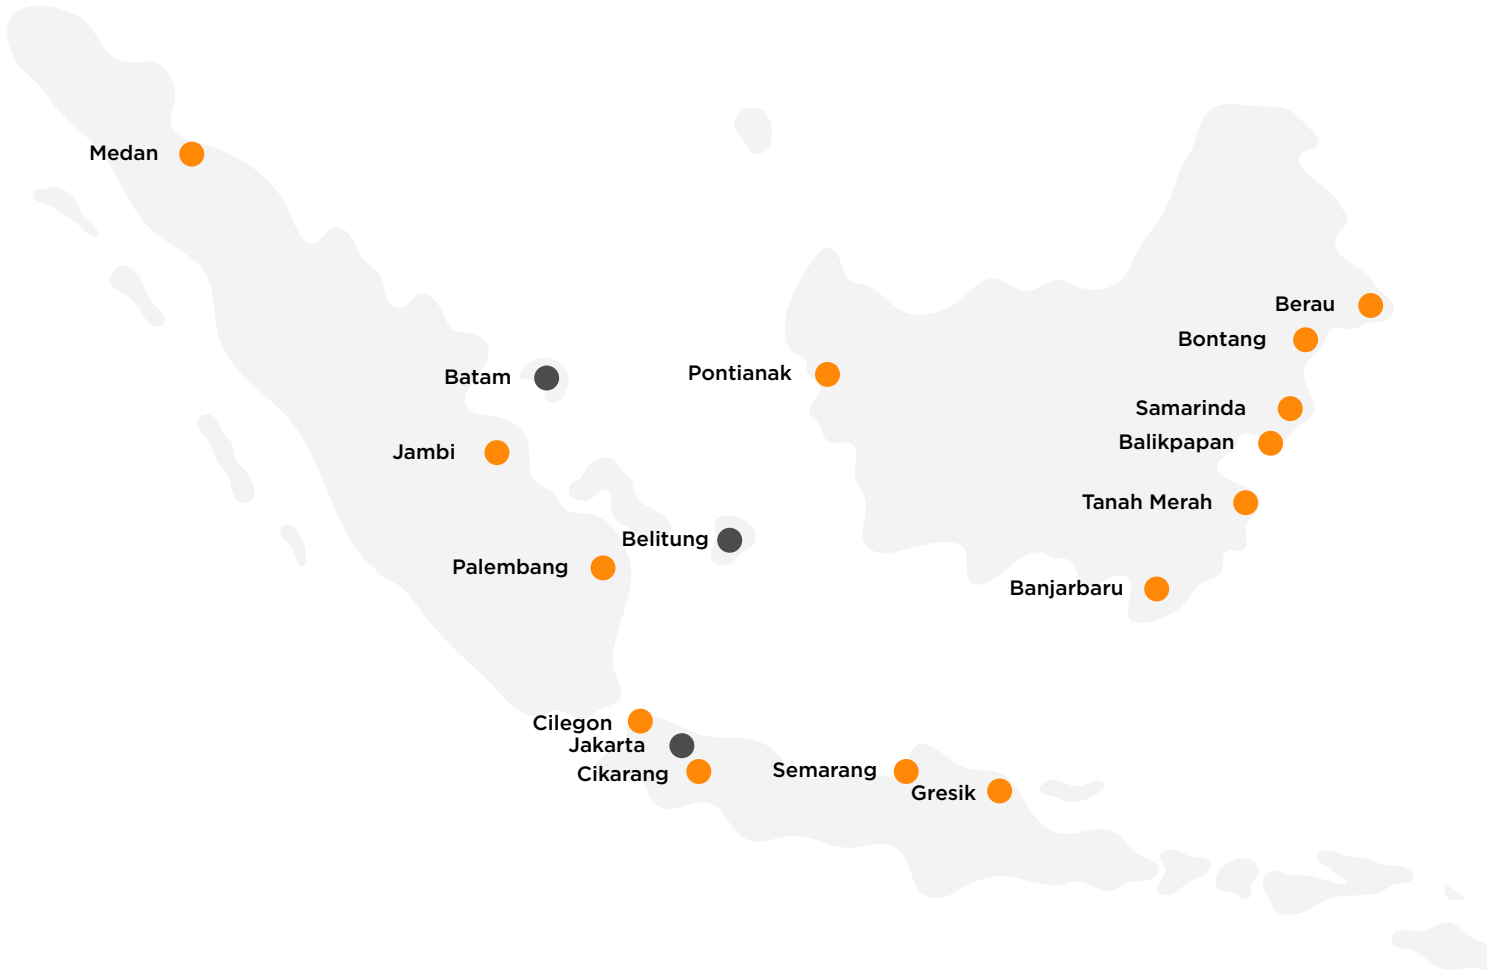 Medan
Berau
Bontang
Pontianak
Batam
Samarinda
Balikpapan
Jambi
Tanah Merah
Belitung
Palembang
Banjarbaru
Cilegon
Jakarta
Semarang
Cikarang
Gresik